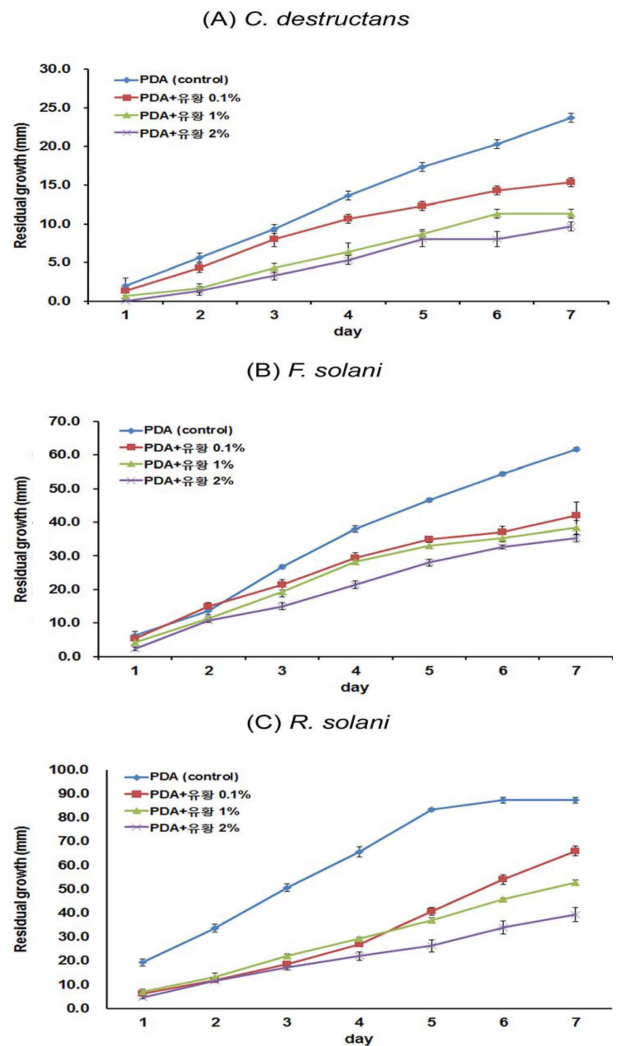 (A) C. destructans
30.0
25.0
20.0
15.0
10.0
5.0
0.0
Residual growth (mm)
PDA (control)
PDA+유황 0.1%
PDA+유황 1%
PDA+유황 2%
1 2 3 4 5 6 7
day
(B) F. solani
70.0
60.0
50.0
40.0
30.0
20.0
10.0
0.0
Residual growth (mm)
PDA (control)
PDA+유황 0.1%
PDA+유황 1%
PDA+유황 2%
1 2 3 4 5 6 7
day
(C) R. solani
100.0
90.0
80.0
70.0
60.0
50.0
40.0
30.0
20.0
10.0
0.0
Residual growth (mm)
PDA (control)
PDA+유황 0.1%
PDA+유황 1%
PDA+유황 2%
1 2 3 4 5 6 7
day